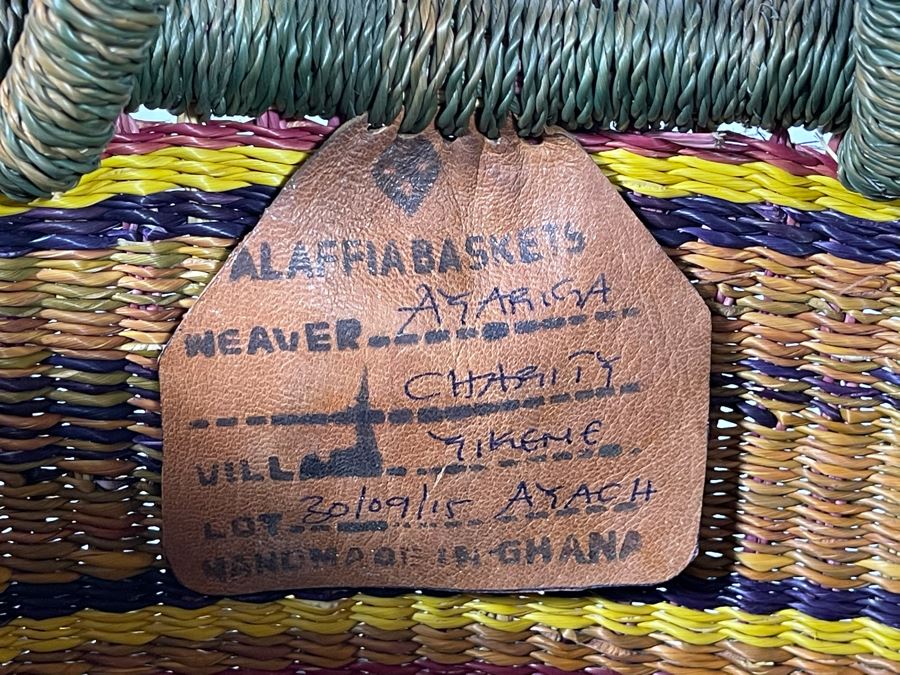 ALAFFIA BASKETS
WEAVER AYARIGA
CHARITY
VILL YIKENE
LOT 30/09/15 AYACH
HANDMADE IN GHANA